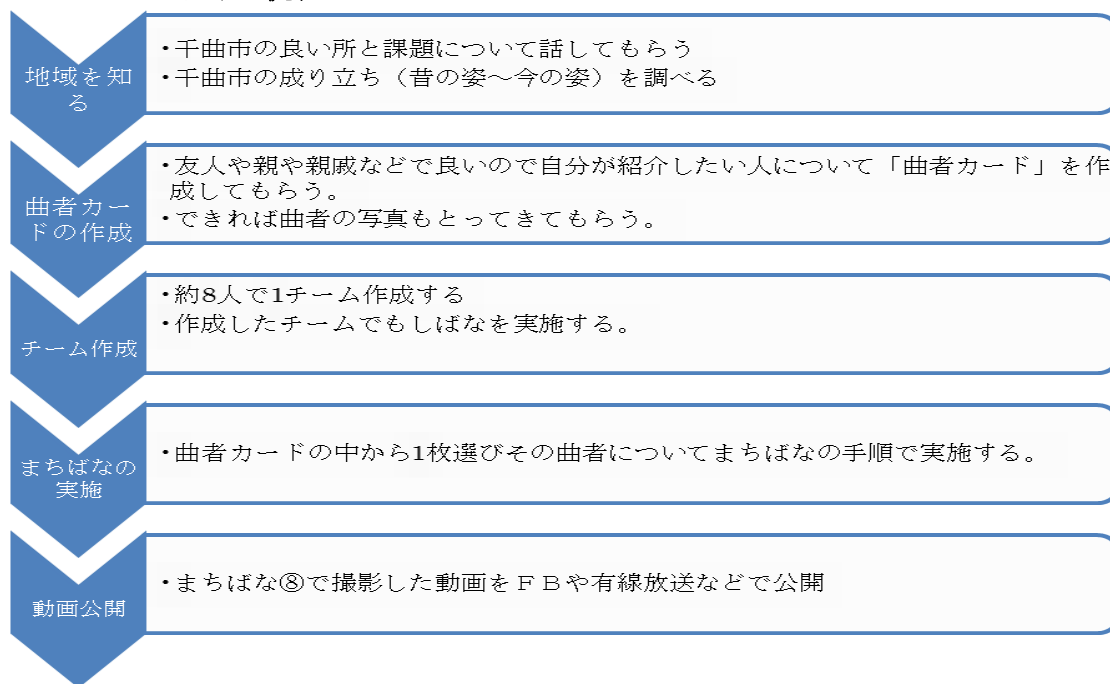 地域を知
る
・千曲市の良い所と課題について話してもらう
・千曲市の成り立ち（昔の姿～今の姿）を調べる
曲者カー
ドの作成
・友人や親や親戚などで良いので自分が紹介したい人について「曲者カード」を作
成してもらう。
・できれば曲者の写真もとってきてもらう。
チーム作成
・約8人で1チーム作成する
・作成したチームでもしばなを実施する。
まちばなの
実施
・曲者カードの中から1枚選びその曲者についてまちばなの手順で実施する。
動画公開
・まちばな⑧で撮影した動画をＦＢや有線放送などで公開